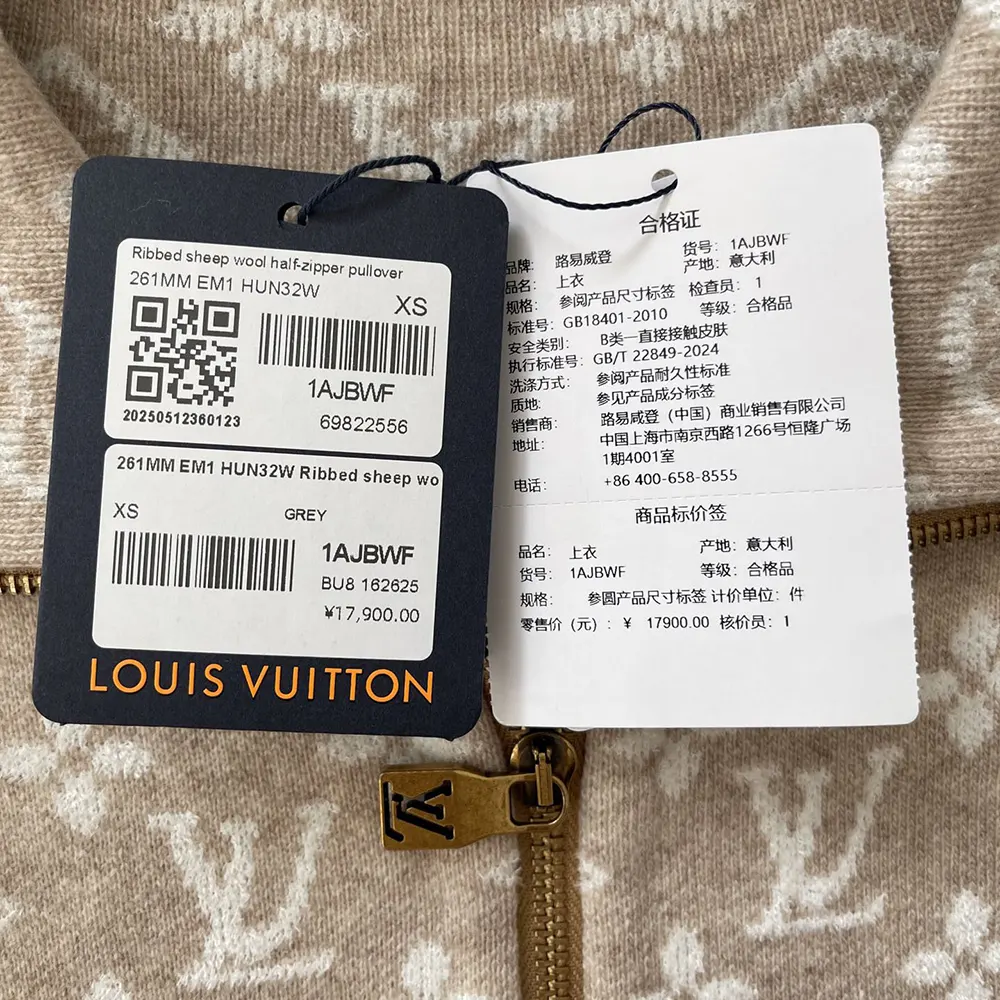 Ribbed sheep wool half-zipper pullover
261MM EM1 HUN32W
XS
1AJBWF
20250512360123
69822556
261MM EM1 HUN32W Ribbed sheep wo
XS
GREY
1AJBWF
BU8 162625
¥17,900.00
LOUIS VUITTON
合格证
品牌: 路易威登 货号: 1AJBWF
品名: 上衣 产地: 意大利
规格: 参阅产品尺寸标签 检查员: 1
标准号: GB18401-2010 等级: 合格品
安全类别: B类一直接接触皮肤
执行标准号: GB/T 22849-2024
洗涤方式: 参阅产品耐久性标准
质地: 参见产品成分标签
销售商: 路易威登（中国）商业销售有限公司
地址: 中国上海市南京西路1266号恒隆广场
1期4001室
电话: +86 400-658-8555
商品标价签
品名: 上衣 产地: 意大利
货号: 1AJBWF 等级: 合格品
规格: 参圆产品尺寸标签 计价单位: 件
零售价（元）: ¥ 17900.00 核价员: 1
LV
LV
LV